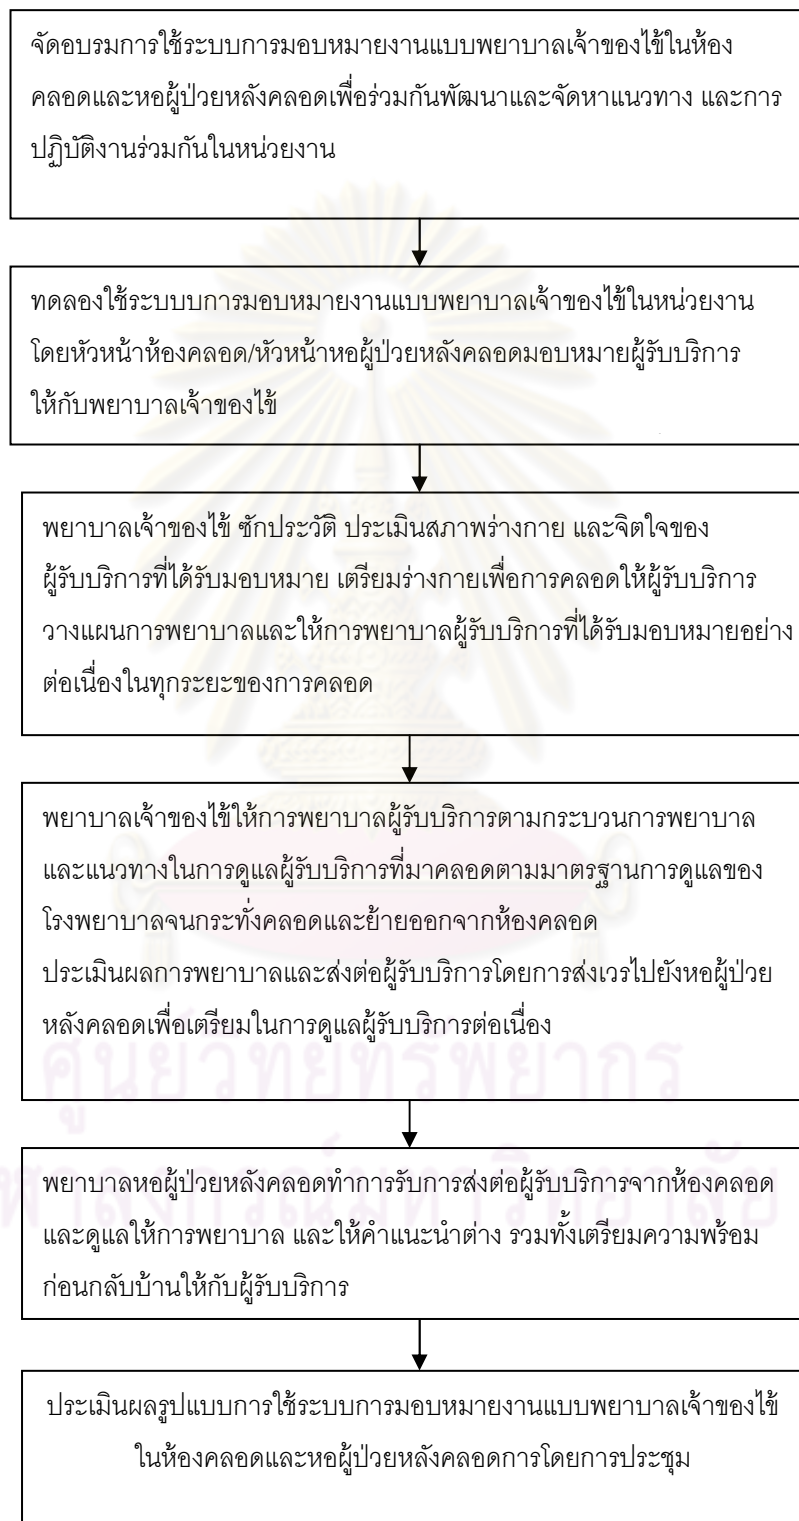 จัดอบรมการใช้ระบบการมอบหมายงานแบบพยาบาลเจ้าของไข้ในห้อง
คลอดและหอผู้ป่วยหลังคลอดเพื่อร่วมกันพัฒนาและจัดหาแนวทาง และการ
ปฏิบัติงานร่วมกันในหน่วยงาน
ทดลองใช้ระบบบการมอบหมายงานแบบพยาบาลเจ้าของไข้ในหน่วยงาน
โดยหัวหน้าห้องคลอด/หัวหน้าหอผู้ป่วยหลังคลอดมอบหมายผู้รับบริการ
ให้กับพยาบาลเจ้าของไข้
พยาบาลเจ้าของไข้ ซักประวัติ ประเมินสภาพร่างกาย และจิตใจของ
ผู้รับบริการที่ได้รับมอบหมาย เตรียมร่างกายเพื่อการคลอดให้ผู้รับบริการ
วางแผนการพยาบาลและให้การพยาบาลผู้รับบริการที่ได้รับมอบหมายอย่าง
ต่อเนื่องในทุกระยะของการคลอด
พยาบาลเจ้าของไข้ให้การพยาบาลผู้รับบริการตามกระบวนการพยาบาล
และแนวทางในการดูแลผู้รับบริการที่มาคลอดตามมาตรฐานการดูแลของ
โรงพยาบาลจนกระทั่งคลอดและย้ายออกจากห้องคลอด
ประเมินผลการพยาบาลและส่งต่อผู้รับบริการโดยการส่งเวรไปยังหอผู้ป่วย
หลังคลอดเพื่อเตรียมในการดูแลผู้รับบริการต่อเนื่อง
ศูนย์วิทยทรัพยากร
พยาบาลหอผู้ป่วยหลังคลอดทำการรับการส่งต่อผู้รับบริการจากห้องคลอด
และดูแลให้การพยาบาล และให้คำแนะนำต่าง รวมทั้งเตรียมความพร้อม
ก่อนกลับบ้านให้กับผู้รับบริการ
ฬาลงกรณ์มหาวิทยาลัย
ประเมินผลรูปแบบการใช้ระบบการมอบหมายงานแบบพยาบาลเจ้าของไข้
ในห้องคลอดและหอผู้ป่วยหลังคลอดการโดยการประชุม